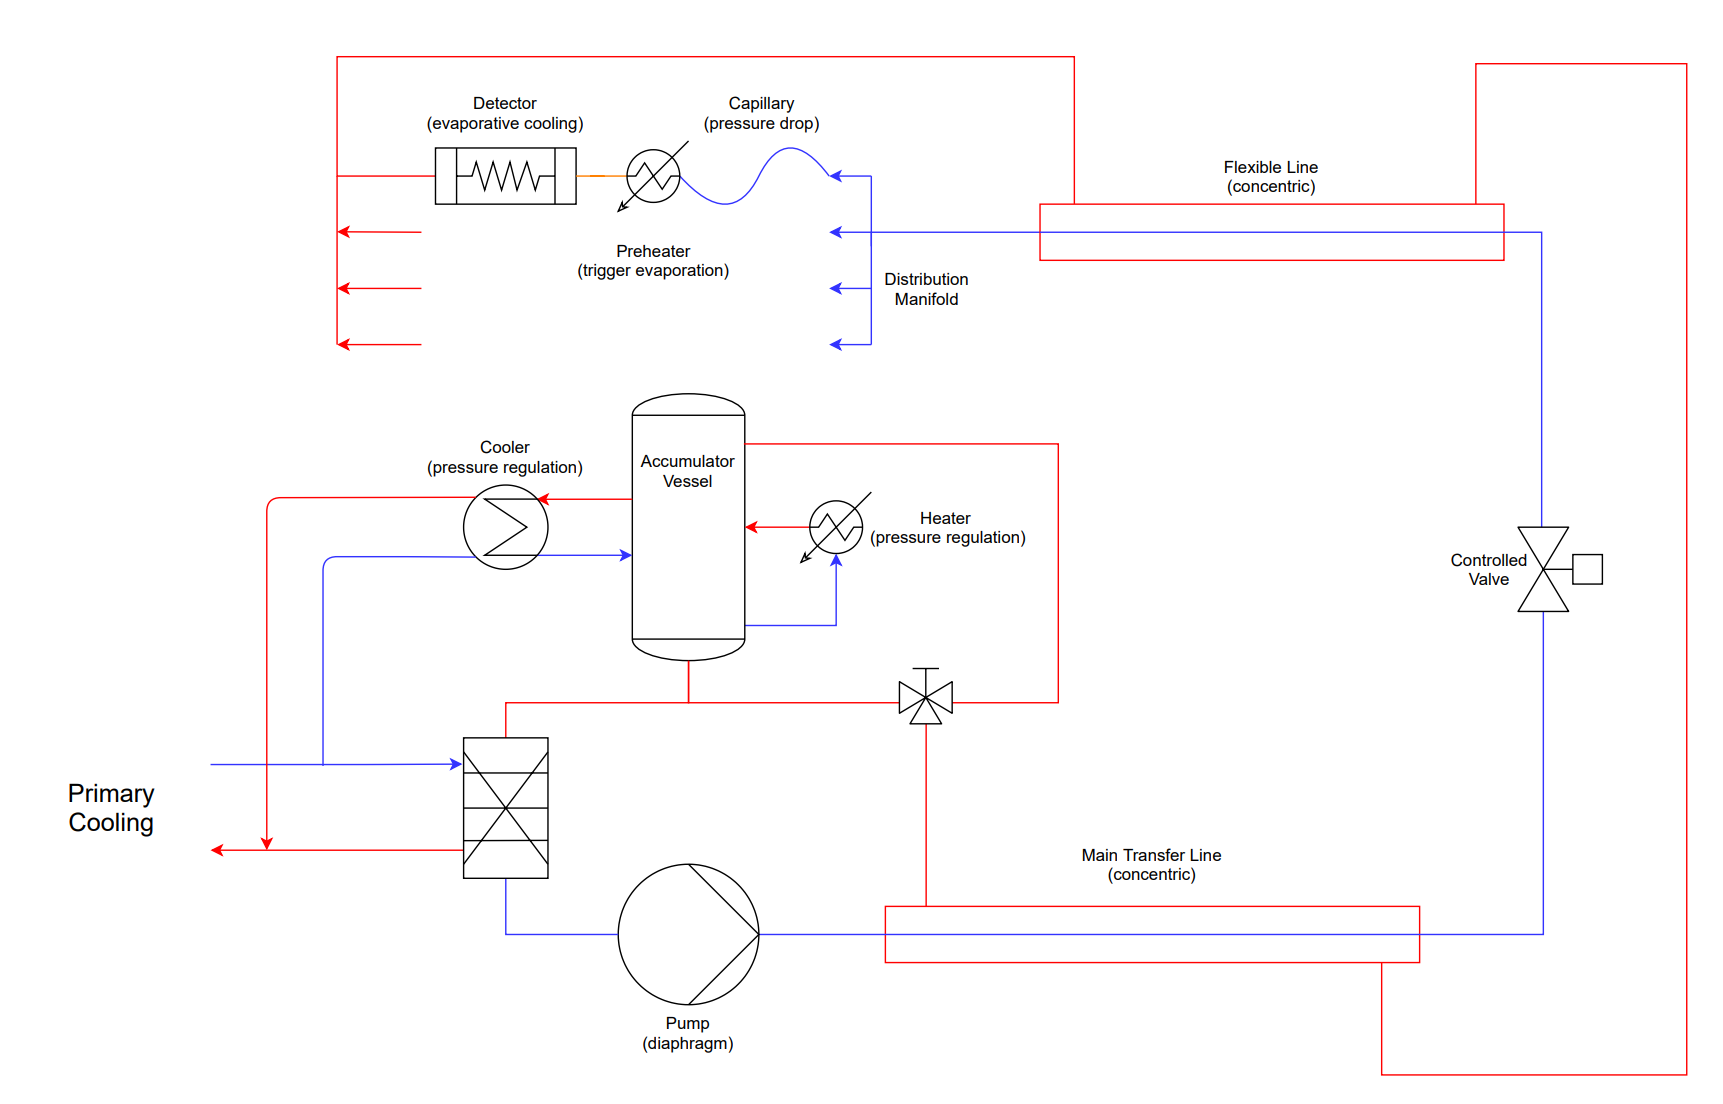 Detector
(evaporative cooling)
Capillary
(pressure drop)
Flexible Line
(concentric)
Preheater
(trigger evaporation)
Distribution
Manifold
Cooler
(pressure regulation)
Accumulator
Vessel
Heater
(pressure regulation)
Controlled
Valve
Primary
Cooling
Main Transfer Line
(concentric)
Pump
(diaphragm)